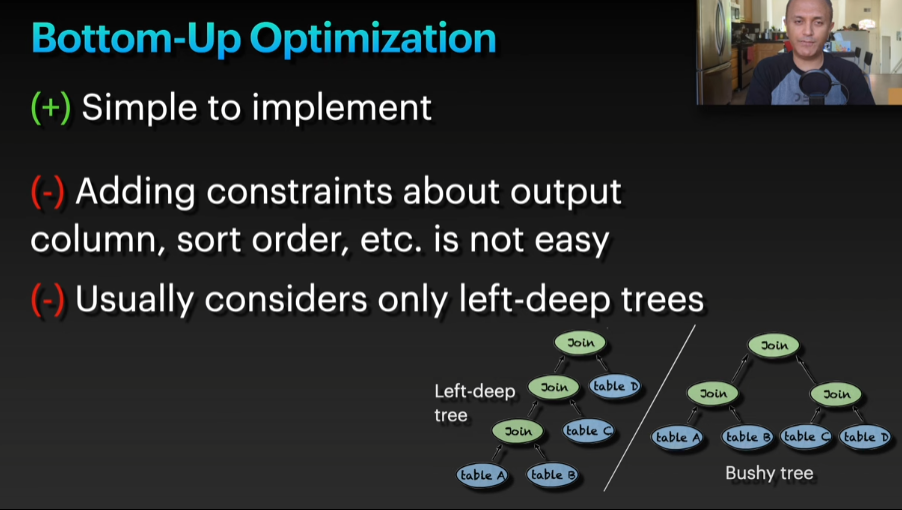 Bottom-Up Optimization
(+) Simple to implement
(-) Adding constraints about output
column, sort order, etc. is not easy
(-) Usually considers only left-deep trees
Left-deep
tree
Join
Join
table D
Join
table C
table A
table B
Join
Join
Join
table A
table B
table C
table D
Bushy tree